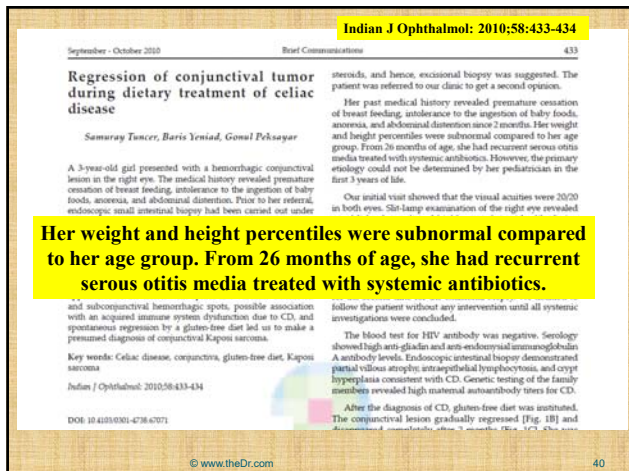 Indian J Ophthalmol: 2010;58:433-434
September - October 2010
Brief Communications
433
Regression of conjunctival tumor
during dietary treatment of celiac
disease
Samuray Tuncer, Baris Yeniad, Gonul Peksayar
A 3-year-old girl presented with a hemorrhagic conjunctival
lesion in the right eye. The medical history revealed premature
cessation of breast feeding, intolerance to the ingestion of baby
foods, anorexia, and abdominal distention. Prior to her referral,
endoscopic small intestinal biopsy had been carried out under
Her weight and height percentiles were subnormal compared
to her age group. From 26 months of age, she had recurrent
serous otitis media treated with systemic antibiotics.
and subconjunctival hemorrhagic spots, possible association
with an acquired immune system dysfunction due to CD, and
spontaneous regression by a gluten-free diet led us to make a
presumed diagnosis of conjunctival Kaposi sarcoma.
Key words: Celiac disease, conjunctiva, gluten-free diet, Kaposi
sarcoma
Indian J Ophthalmol: 2010;58:433-434
DOI: 10.4103/0301-4738.67071
steroids, and hence, excisional biopsy was suggested. The
patient was referred to our clinic to get a second opinion.
Her past medical history revealed premature cessation
of breast feeding, intolerance to the ingestion of baby foods,
anorexia, and abdominal distention since 2 months. Her weight
and height percentiles were subnormal compared to her age
group. From 26 months of age, she had recurrent serous otitis
media treated with systemic antibiotics. However, the primary
etiology could not be determined by her pediatrician in the
first 3 years of life.
Our initial visit showed that the visual acuities were 20/20
in both eyes. Slit-lamp examination of the right eye revealed
follow the patient without any intervention until all systemic
investigations were concluded.
The blood test for HIV antibody was negative. Serology
showed high anti-gliadin and anti-endomysial immunoglobulin
A antibody levels. Endoscopic intestinal biopsy demonstrated
partial villous atrophy, intraepithelial lymphocytosis, and crypt
hyperplasia consistent with CD. Genetic testing of the family
members revealed high maternal autoantibody titers for CD.
After the diagnosis of CD, gluten-free diet was instituted.
The conjunctival lesion gradually regressed [Fig. 1B] and
© www.theDr.com
40